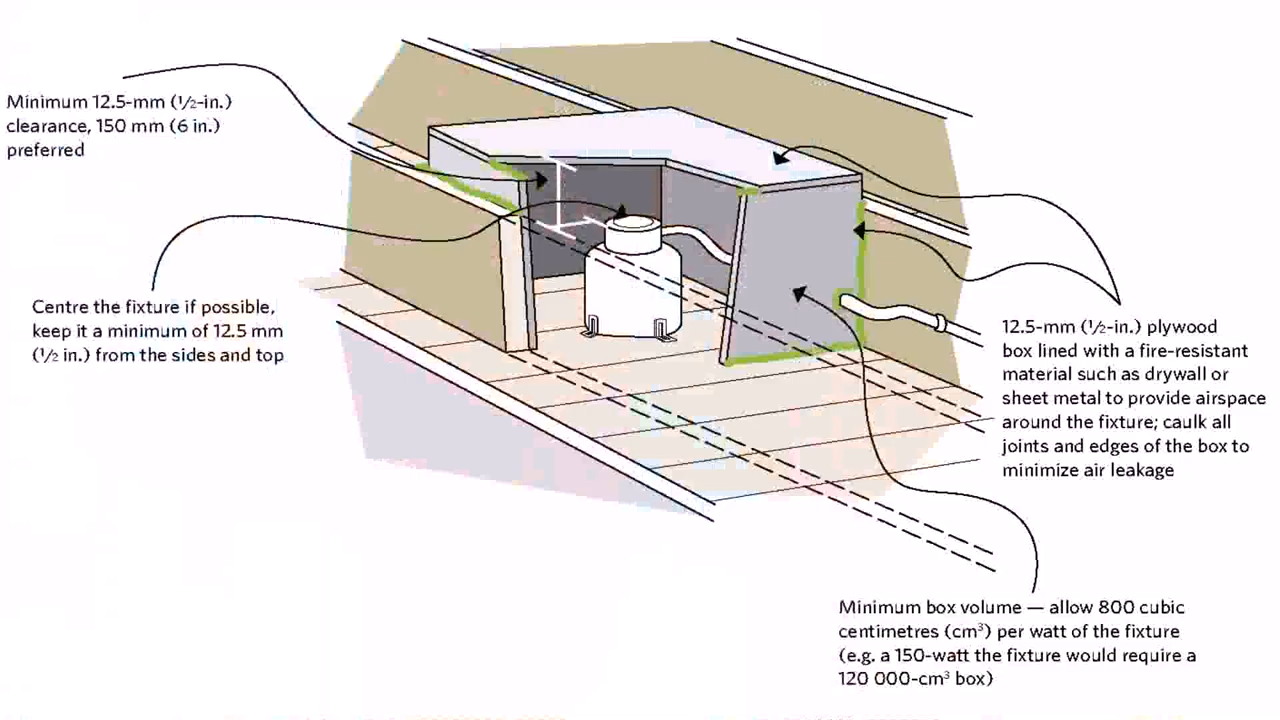 Minimum 12.5-mm (½-in.)
clearance, 150 mm (6 in.)
preferred
Centre the fixture if possible,
keep it a minimum of 12.5 mm
(½ in.) from the sides and top
12.5-mm (½-in.) plywood
box lined with a fire-resistant
material such as drywall or
sheet metal to provide airspace
around the fixture; caulk all
joints and edges of the box to
minimize air leakage
Minimum box volume — allow 800 cubic
centimetres (cm³) per watt of the fixture
(e.g. a 150-watt the fixture would require a
120 000-cm³ box)